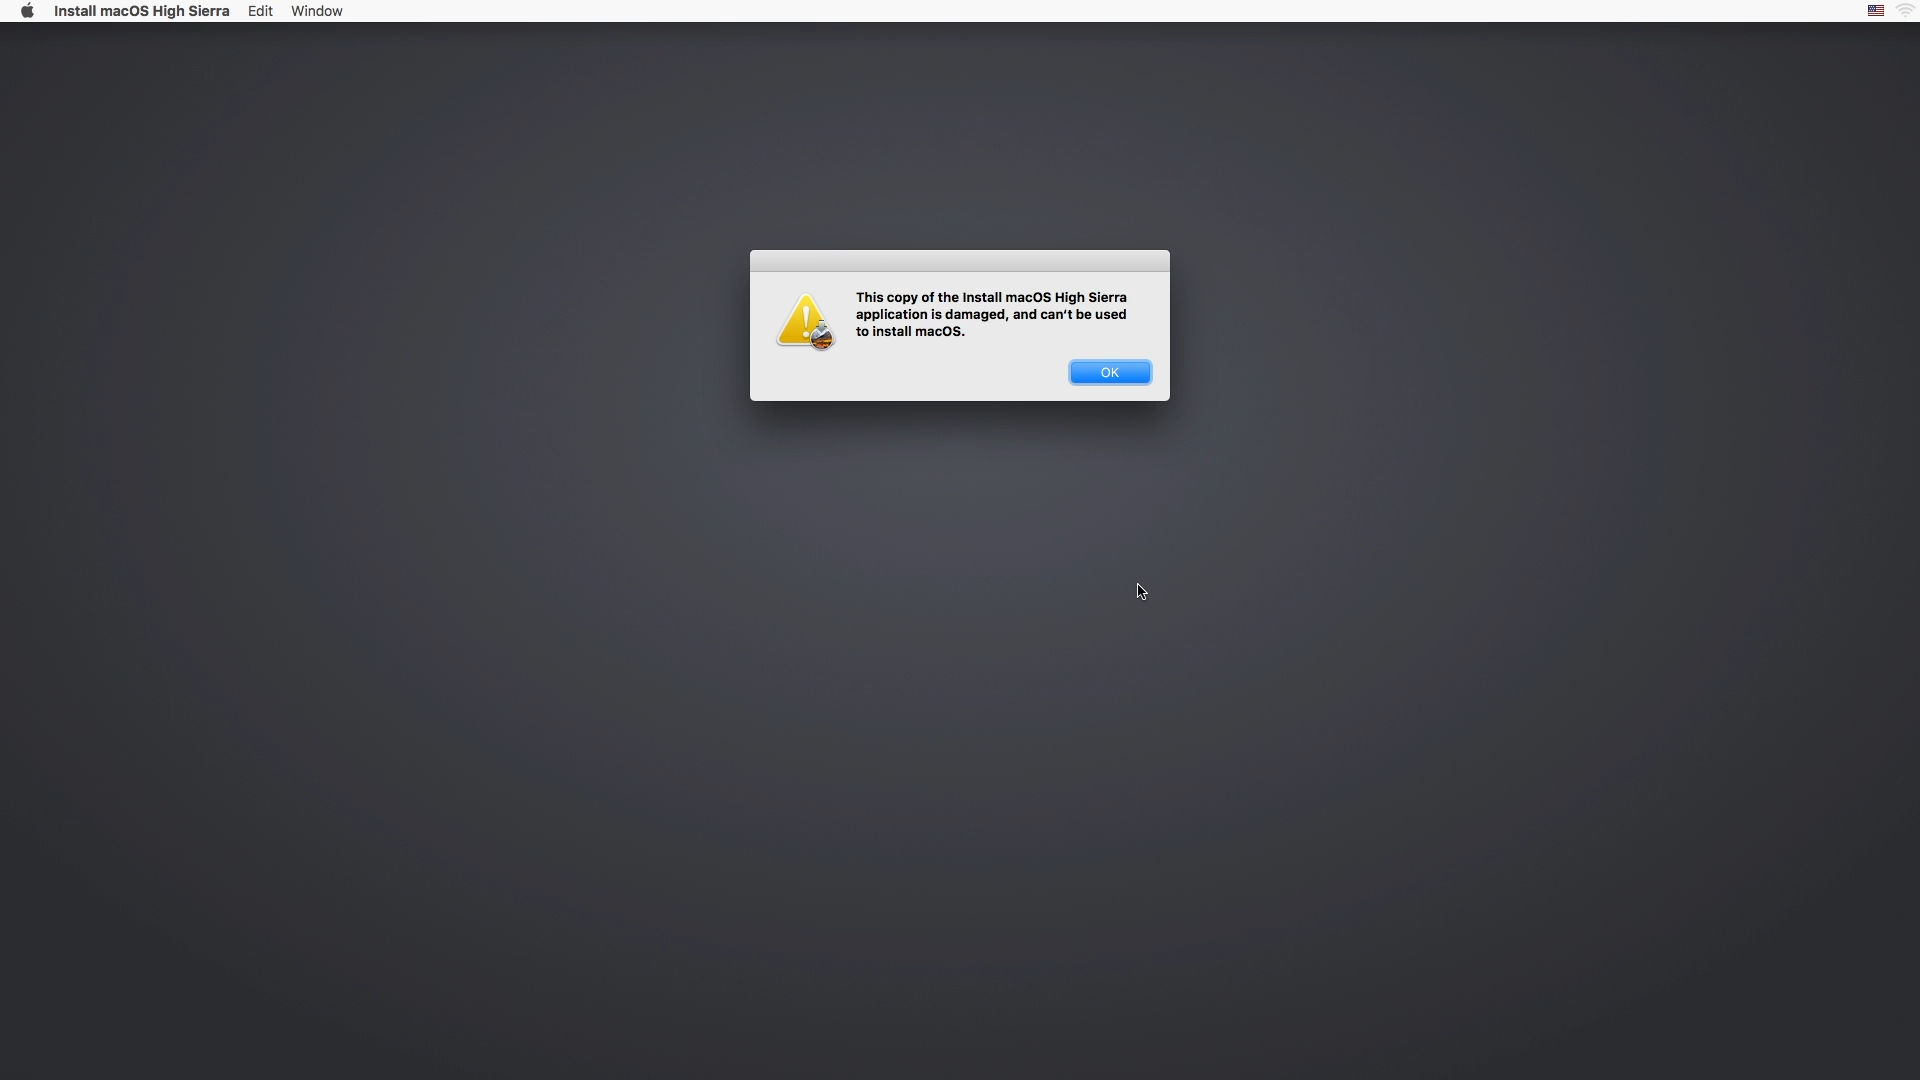 Install macOS High Sierra Edit Window
This copy of the Install macOS High Sierra
application is damaged, and can't be used
to install macOS.
OK